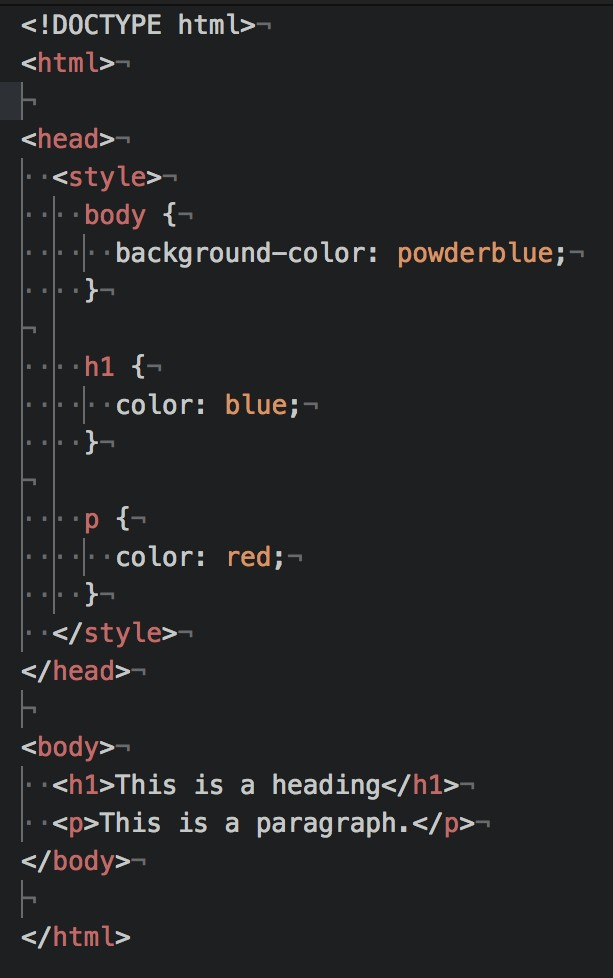 <!DOCTYPE html>
<html>

<head>
  <style>
    body {
      background-color: powderblue;
    }

    h1 {
      color: blue;
    }

    p {
      color: red;
    }
  </style>
</head>

<body>
  <h1>This is a heading</h1>
  <p>This is a paragraph.</p>
</body>

</html>